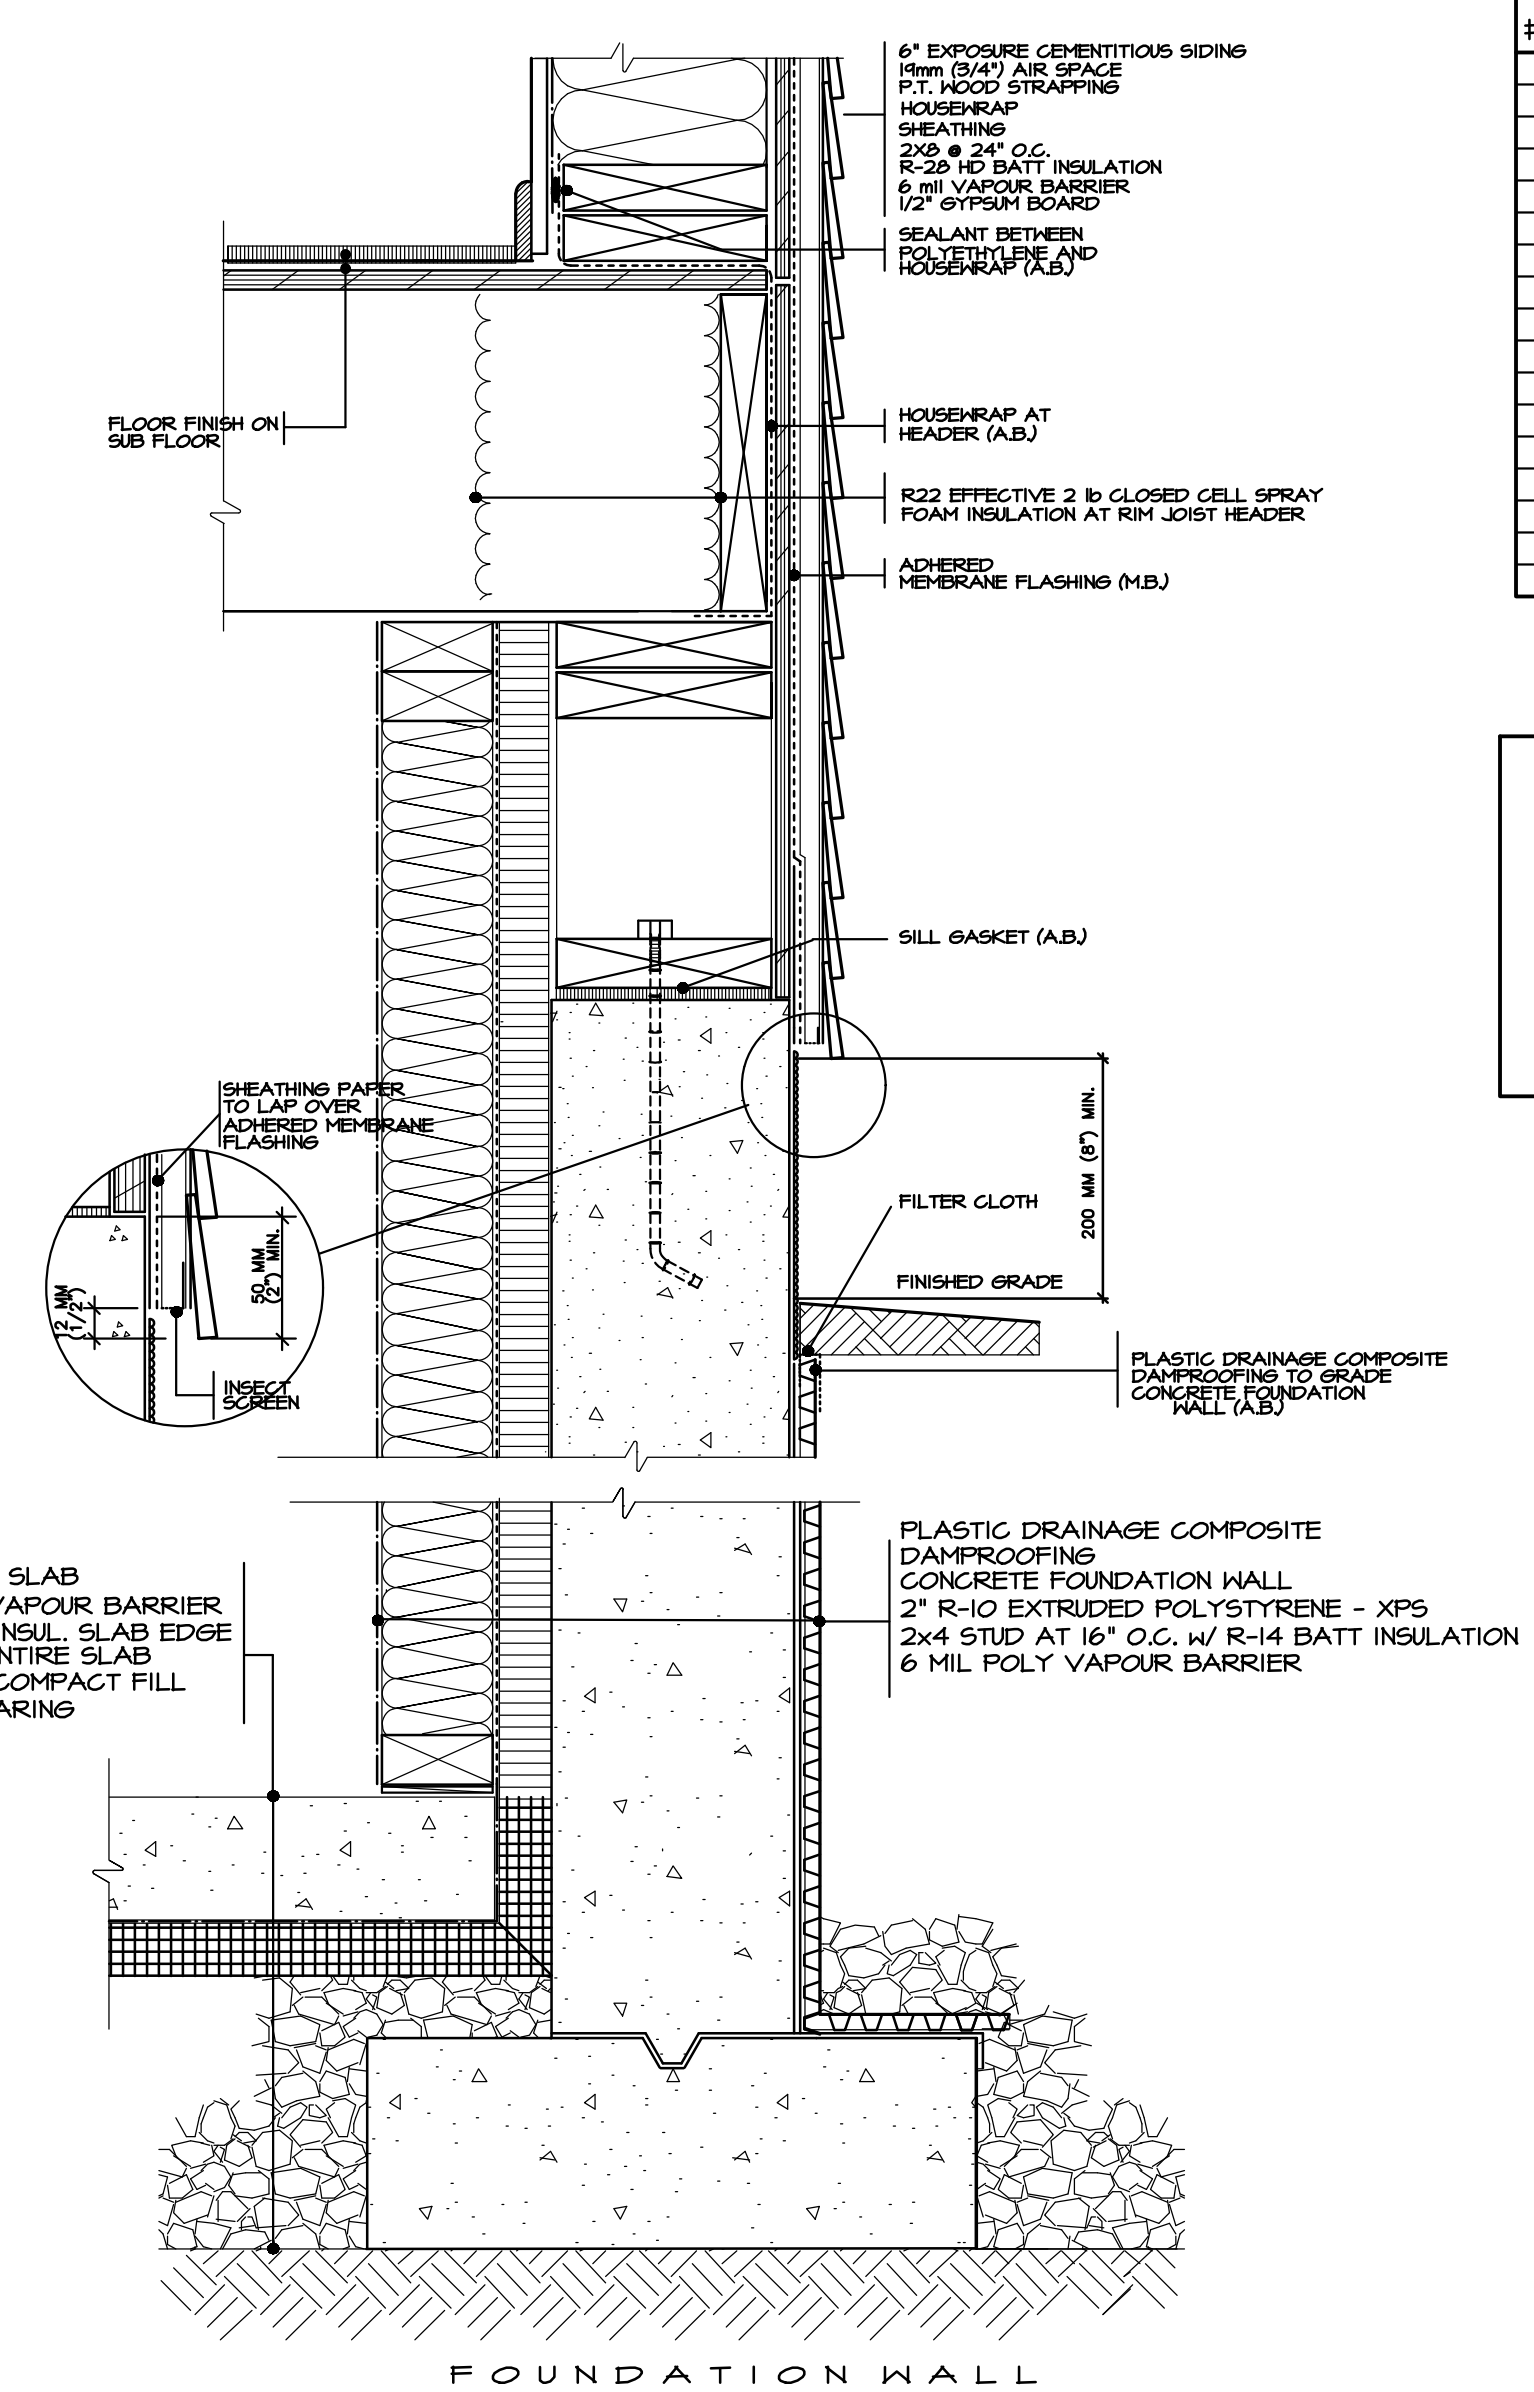 6" EXPOSURE CEMENTITIOUS SIDING
19mm (3/4") AIR SPACE
P.T. WOOD STRAPPING
HOUSEWRAP
SHEATHING
2X8 @ 24" O.C.
R-28 HD BATT INSULATION
6 mil VAPOUR BARRIER
1/2" GYPSUM BOARD
SEALANT BETWEEN
POLYETHYLENE AND
HOUSEWRAP (A.B.)
FLOOR FINISH ON
SUB FLOOR
HOUSEWRAP AT
HEADER (A.B.)
R22 EFFECTIVE 2 lb CLOSED CELL SPRAY
FOAM INSULATION AT RIM JOIST HEADER
ADHERED
MEMBRANE FLASHING (M.B.)
SILL GASKET (A.B.)
SHEATHING PAPER
TO LAP OVER
ADHERED MEMBRANE
FLASHING
200 MM (8") MIN.
FILTER CLOTH
FINISHED GRADE
50 MM
(2") MIN.
12 MM
(1/2")
INSECT
SCREEN
PLASTIC DRAINAGE COMPOSITE
DAMPROOFING TO GRADE
CONCRETE FOUNDATION
WALL (A.B.)
SLAB
VAPOUR BARRIER
NSUL. SLAB EDGE
NTIRE SLAB
COMPACT FILL
ARING
PLASTIC DRAINAGE COMPOSITE
DAMPROOFING
CONCRETE FOUNDATION WALL
2" R-10 EXTRUDED POLYSTYRENE - XPS
2x4 STUD AT 16" O.C. W/ R-14 BATT INSULATION
6 MIL POLY VAPOUR BARRIER
FOUNDATION WALL